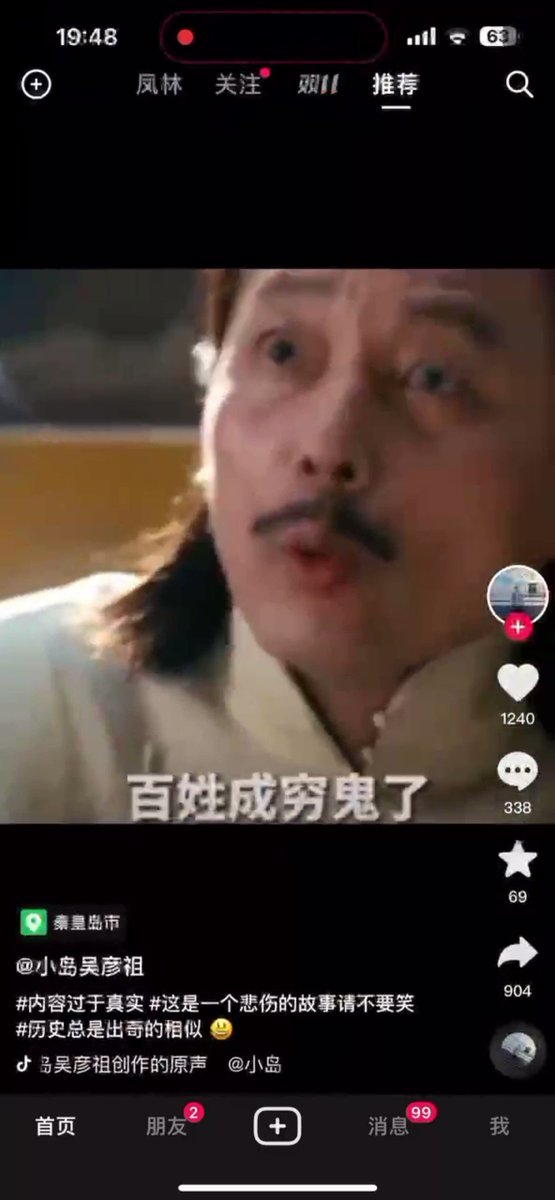 19:48
63
凤林 关注 双11 推荐
百姓成穷鬼了
1240
338
69
904
秦皇岛市
@小岛吴彦祖
#内容过于真实 #这是一个悲伤的故事请不要笑
#历史总是出奇的相似
岛吴彦祖创作的原声 @小岛
首页 朋友 2 消息 99 我